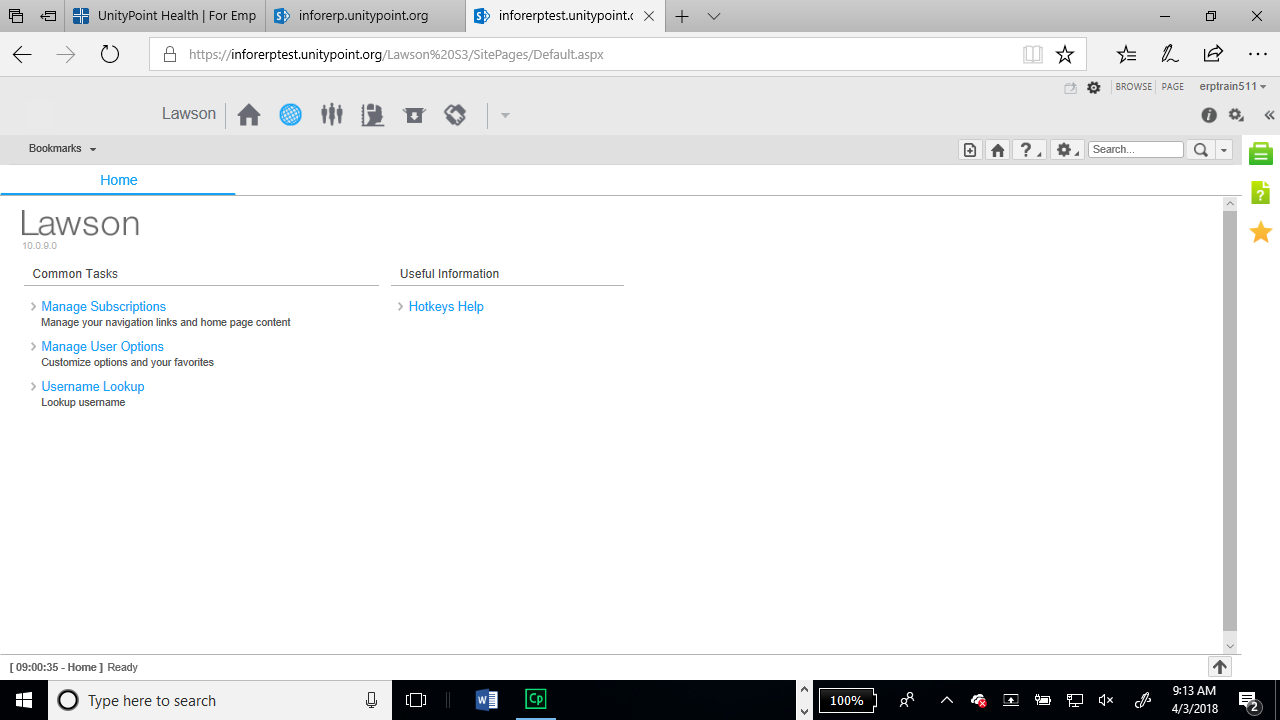 UnityPoint Health | For Emp
inforerp.unitypoint.org
inforerptest.unitypoint.c
https://inforerptest.unitypoint.org/Lawson%20S3/SitePages/Default.aspx
BROWSE PAGE erptrain511
Lawson
Bookmarks
Search...
Home
Lawson
10.0.9.0
Common Tasks
Manage Subscriptions
Manage your navigation links and home page content
Manage User Options
Customize options and your favorites
Username Lookup
Lookup username
Useful Information
Hotkeys Help
[ 09:00:35 - Home ] Ready
Type here to search
Cp
100%
9:13 AM
4/3/2018
2